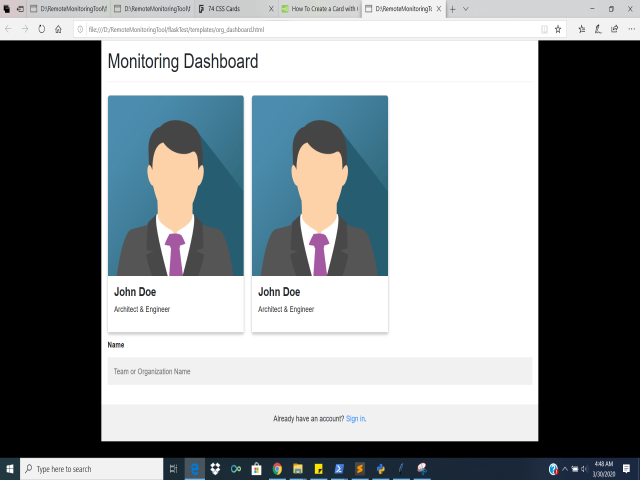 D:\RemoteMonitoringTool\f
D:\RemoteMonitoringTool\f
74 CSS Cards
How To Create a Card with
D:\RemoteMonitoringTo
file:///D:/RemoteMonitoringTool/flaskTest/templates/org_dashboard.html
Monitoring Dashboard
John Doe
Architect & Engineer
John Doe
Architect & Engineer
Name
Team or Organization Name
Already have an account? Sign in.
Type here to search
4:48 AM
3/30/2020